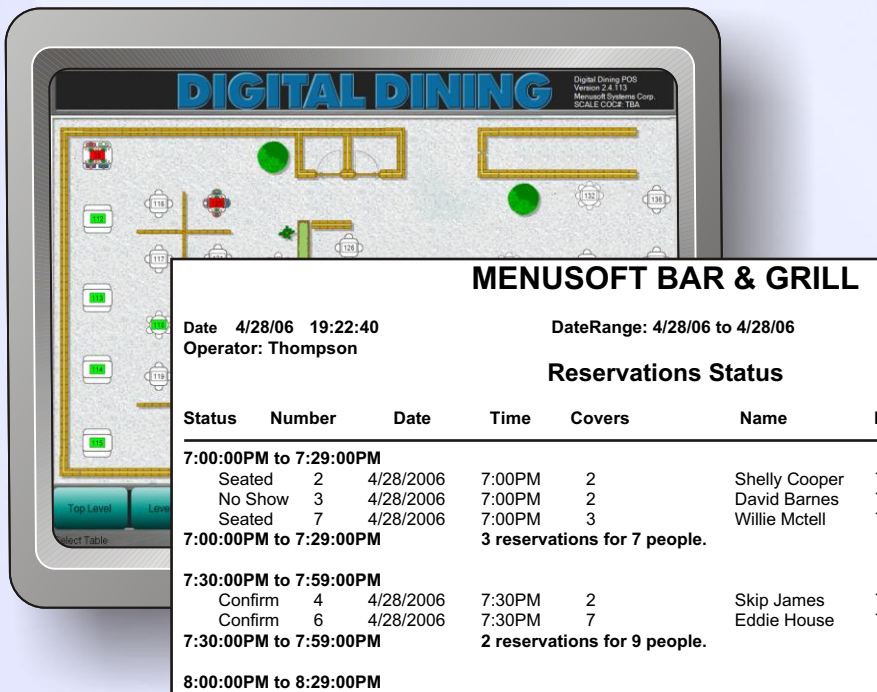 DIGITAL DINING
Digital Dining POS
Version 2.4.113
Menusoft Systems Corp.
SCALE COC#: TBA
116
112
132
136
126
117
113
118
114
119
115
Top Level
Select Table
MENUSOFT BAR & GRILL
Date 4/28/06 19:22:40 DateRange: 4/28/06 to 4/28/06
Operator: Thompson
Reservations Status
Status Number Date Time Covers Name
7:00:00PM to 7:29:00PM
Seated 2 4/28/2006 7:00PM 2 Shelly Cooper
No Show 3 4/28/2006 7:00PM 2 David Barnes
Seated 7 4/28/2006 7:00PM 3 Willie Mctell
7:00:00PM to 7:29:00PM 3 reservations for 7 people.
7:30:00PM to 7:59:00PM
Confirm 4 4/28/2006 7:30PM 2 Skip James
Confirm 6 4/28/2006 7:30PM 7 Eddie House
7:30:00PM to 7:59:00PM 2 reservations for 9 people.
8:00:00PM to 8:29:00PM